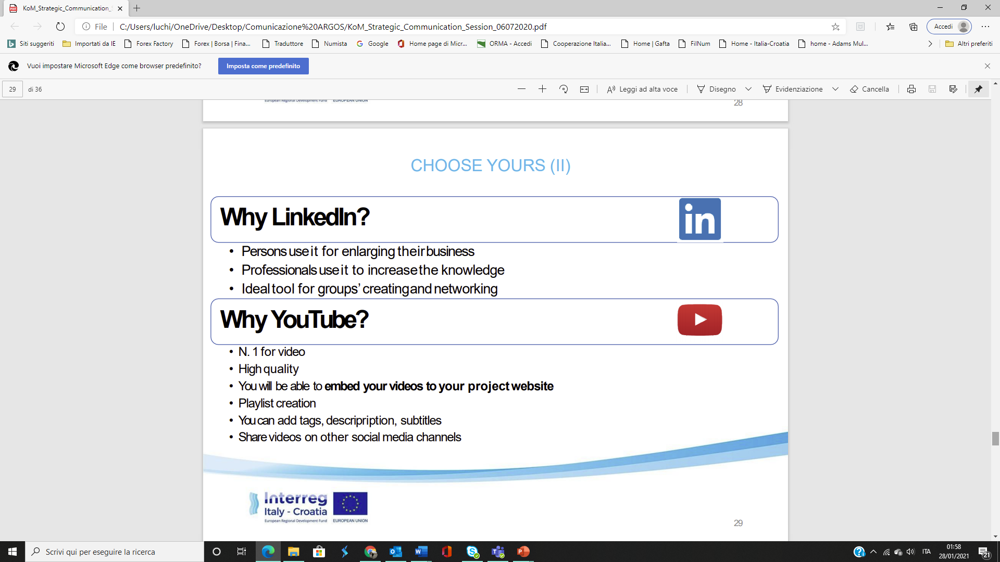 KoM_Strategic_Communication_S
File
C:/Users/luchi/OneDrive/Desktop/Comunicazione%20ARGOS/KoM_Strategic_Communication_Session_06072020.pdf
Accedi
Siti suggeriti Importati da IE Forex Factory Forex | Borsa | Fina... Traduttore Numista Google Home page di Micr... ORMA - Accedi Cooperazione Italia... Home | Gafta FilNum Home - Italia-Croatia home - Adams Mul... Altri preferiti
Vuoi impostare Microsoft Edge come browser predefinito? Imposta come predefinito
29 di 36 Leggi ad alta voce Disegno Evidenziazione Cancella
European Regional Development Fund EUROPEAN UNION
28
CHOOSE YOURS (II)
Why LinkedIn?
in
• Persons use it for enlarging their business
• Professionals use it to increase the knowledge
• Ideal tool for groups’ creating and networking
Why YouTube?
• N. 1 for video
• High quality
• You will be able to embed your videos to your project website
• Playlist creation
• You can add tags, descripription, subtitles
• Share videos on other social media channels
Interreg
Italy - Croatia
European Regional Development Fund EUROPEAN UNION
29
Scrivi qui per eseguire la ricerca
ITA
01:58
28/01/2021
21